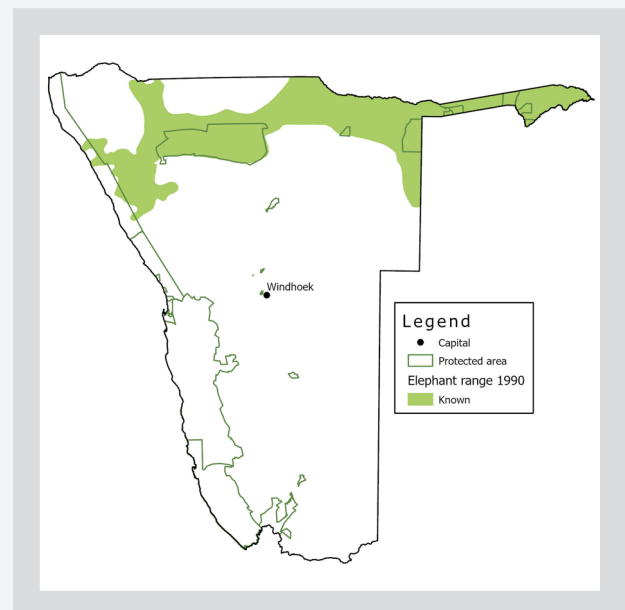 Windhoek
Legend
Capital
Protected area
Elephant range 1990
Known